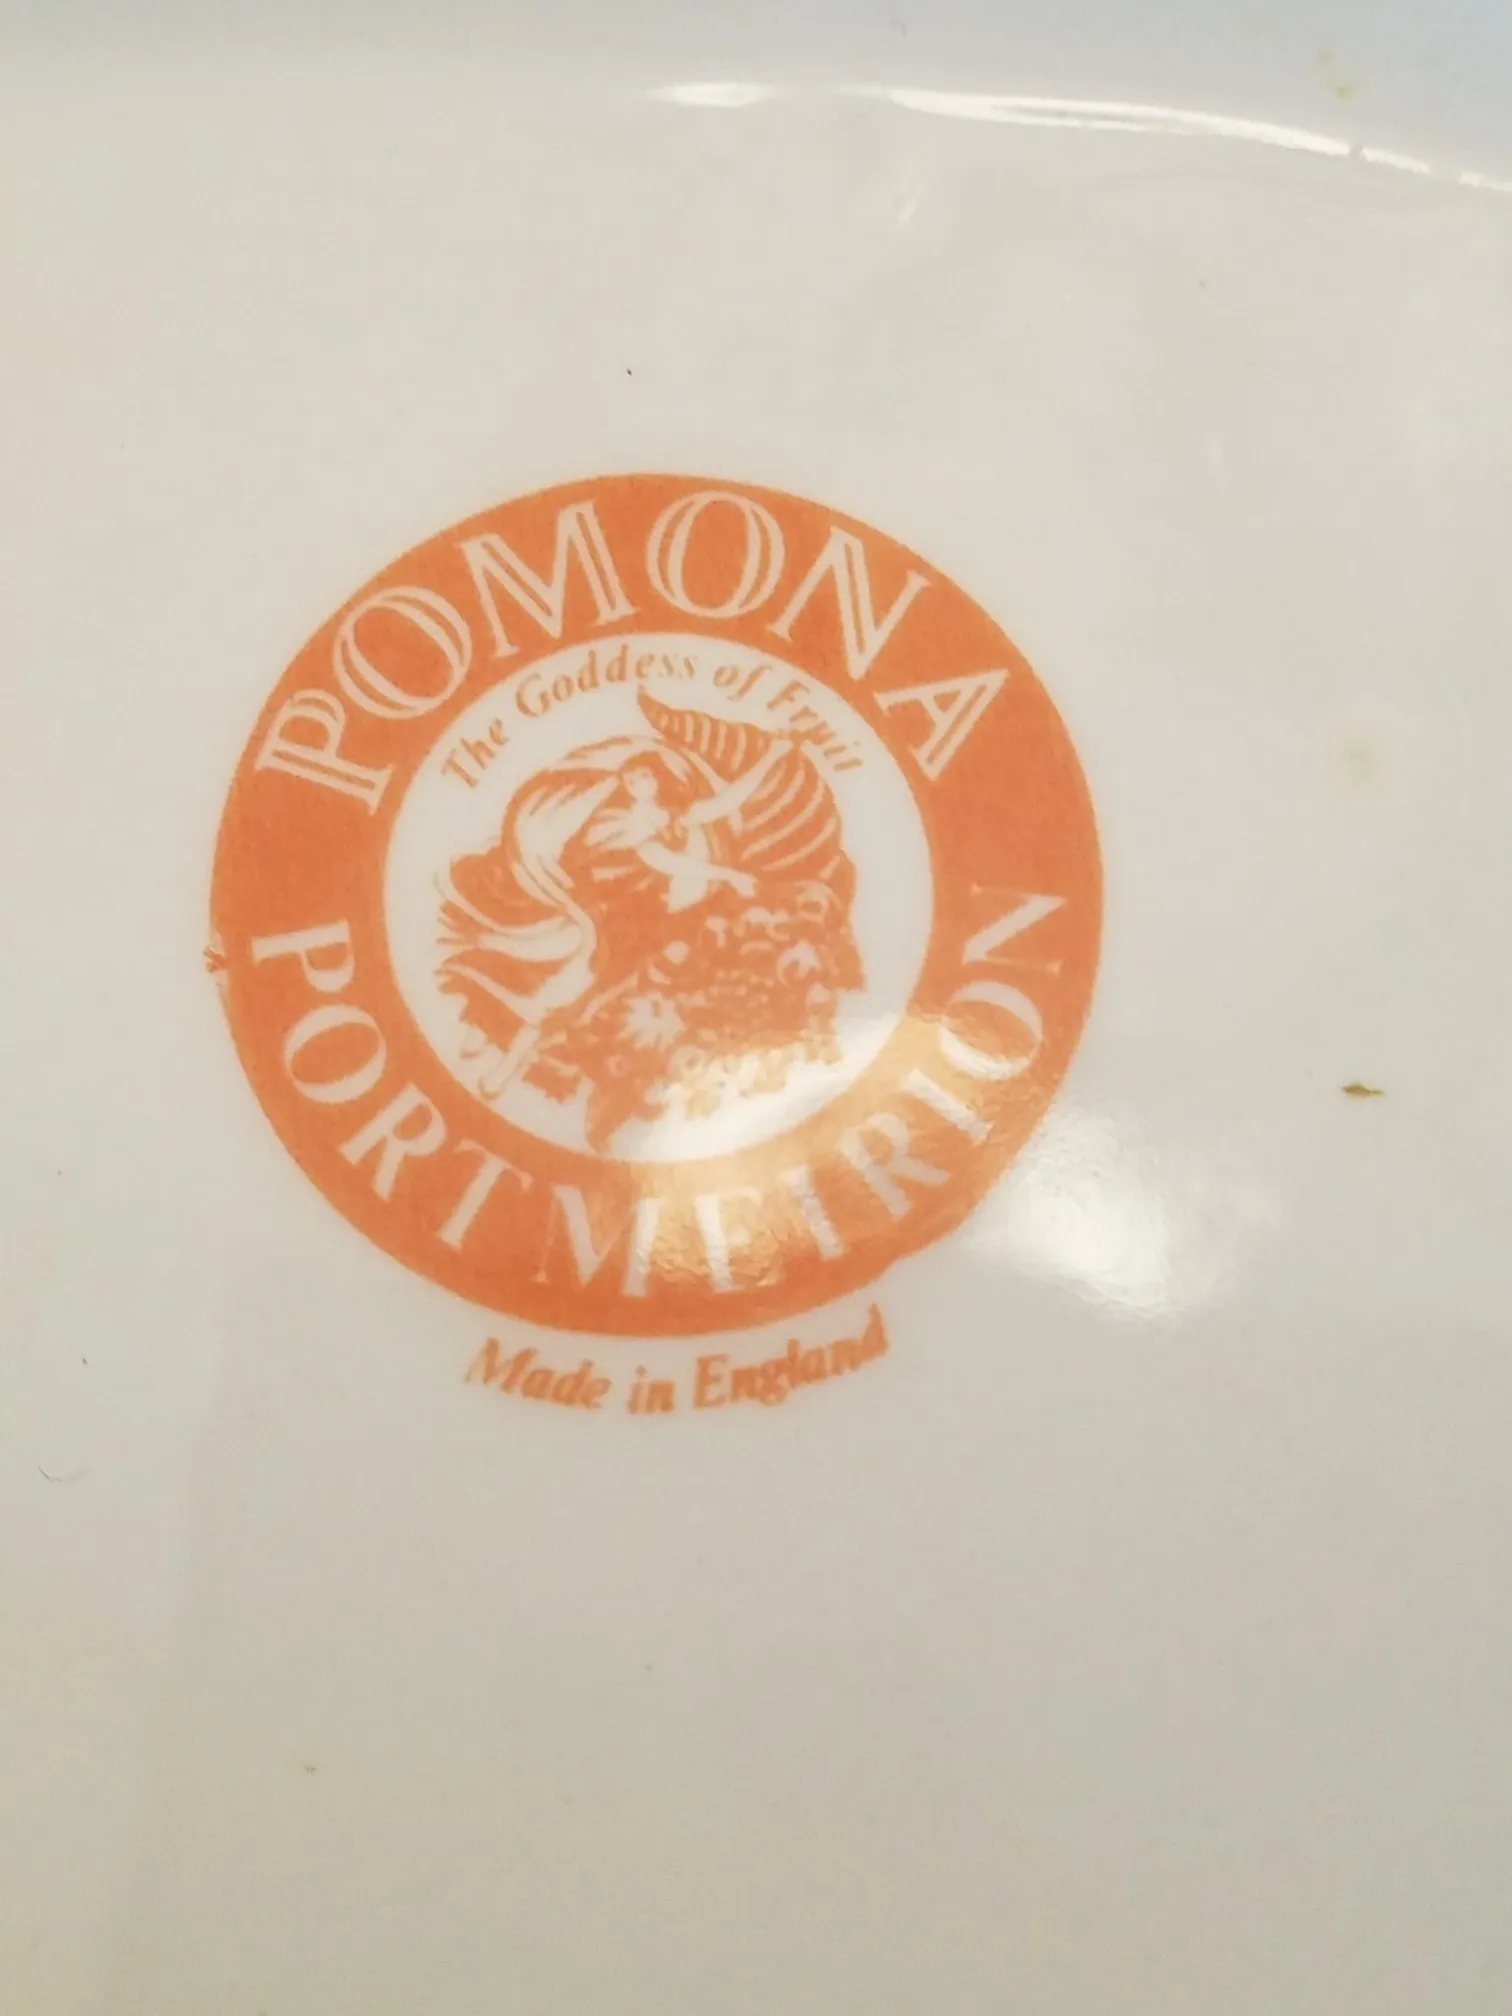 POMONA
The Goddess of Fruit
PORTMEIRION
Made in England